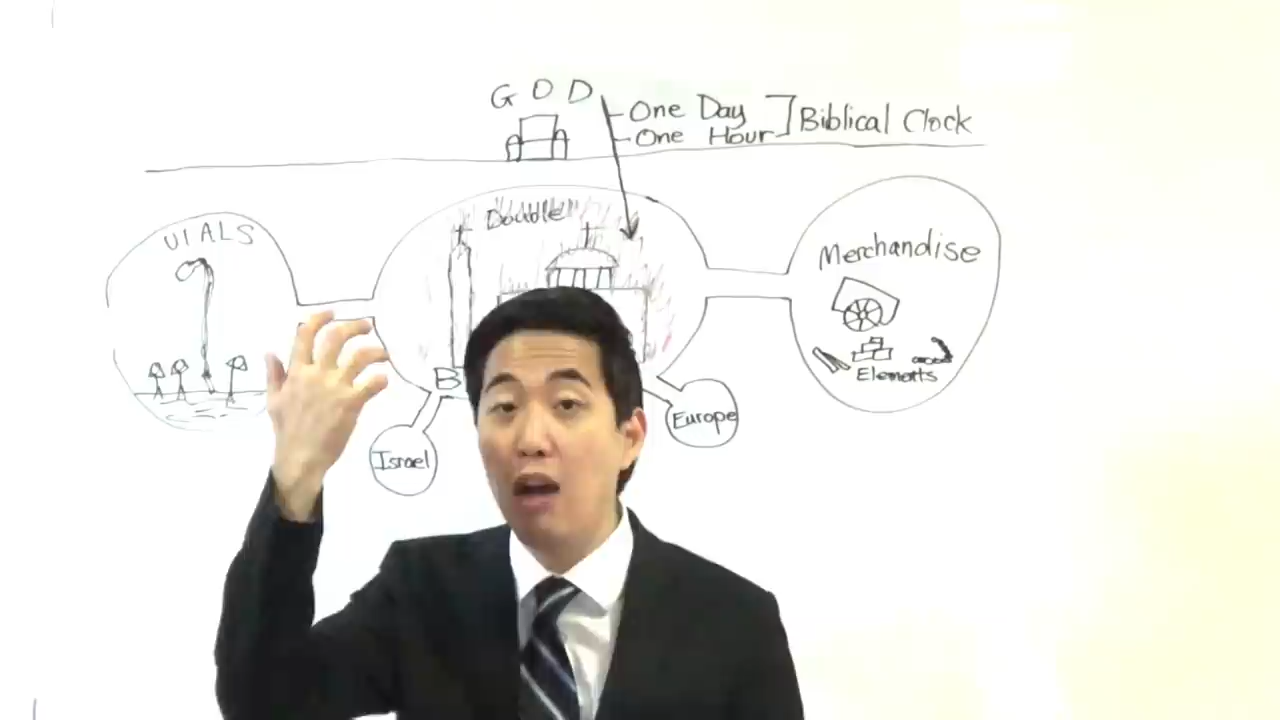 GOD
One Day
One Hour
Biblical Clock
VIALS
Double
Merchandise
Elements
B
Europe
Israel